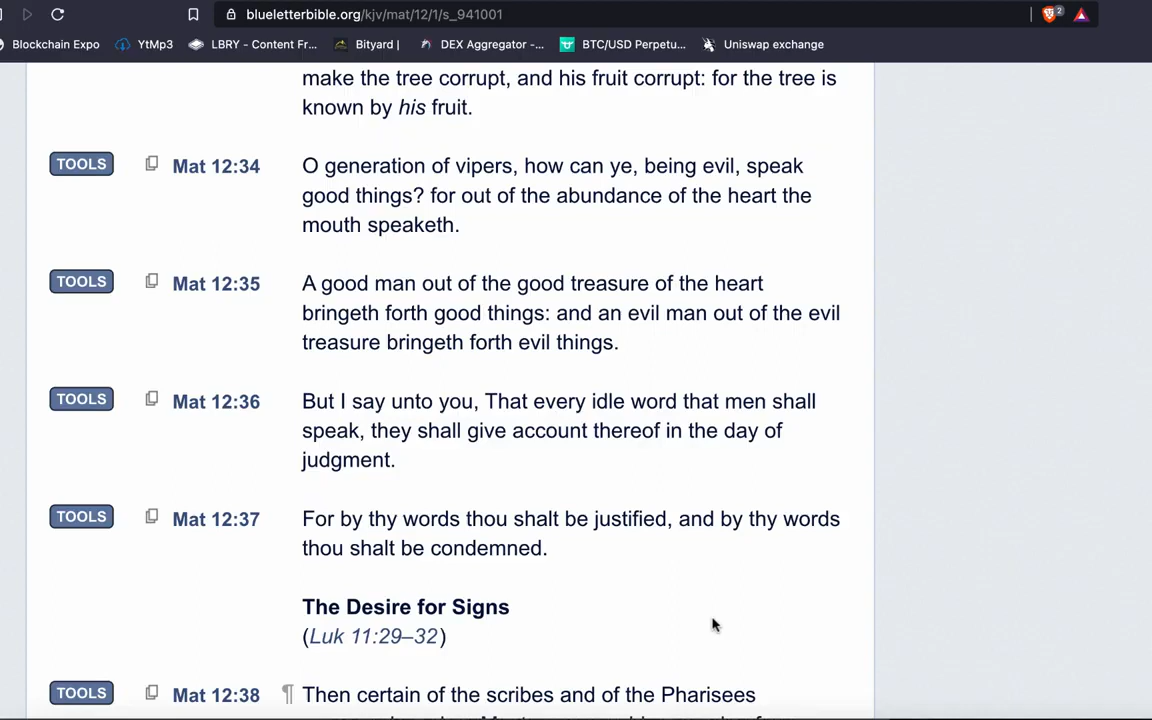 blueletterbible.org/kjv/mat/12/1/s_941001
2
Blockchain Expo YtMp3 LBRY - Content Fr... Bityard | DEX Aggregator -... BTC/USD Perpetu... Uniswap exchange
make the tree corrupt, and his fruit corrupt: for the tree is
known by his fruit.
TOOLS Mat 12:34 O generation of vipers, how can ye, being evil, speak
good things? for out of the abundance of the heart the
mouth speaketh.
TOOLS Mat 12:35 A good man out of the good treasure of the heart
bringeth forth good things: and an evil man out of the evil
treasure bringeth forth evil things.
TOOLS Mat 12:36 But I say unto you, That every idle word that men shall
speak, they shall give account thereof in the day of
judgment.
TOOLS Mat 12:37 For by thy words thou shalt be justified, and by thy words
thou shalt be condemned.
The Desire for Signs
(Luk 11:29–32)
TOOLS Mat 12:38 ¶ Then certain of the scribes and of the Pharisees